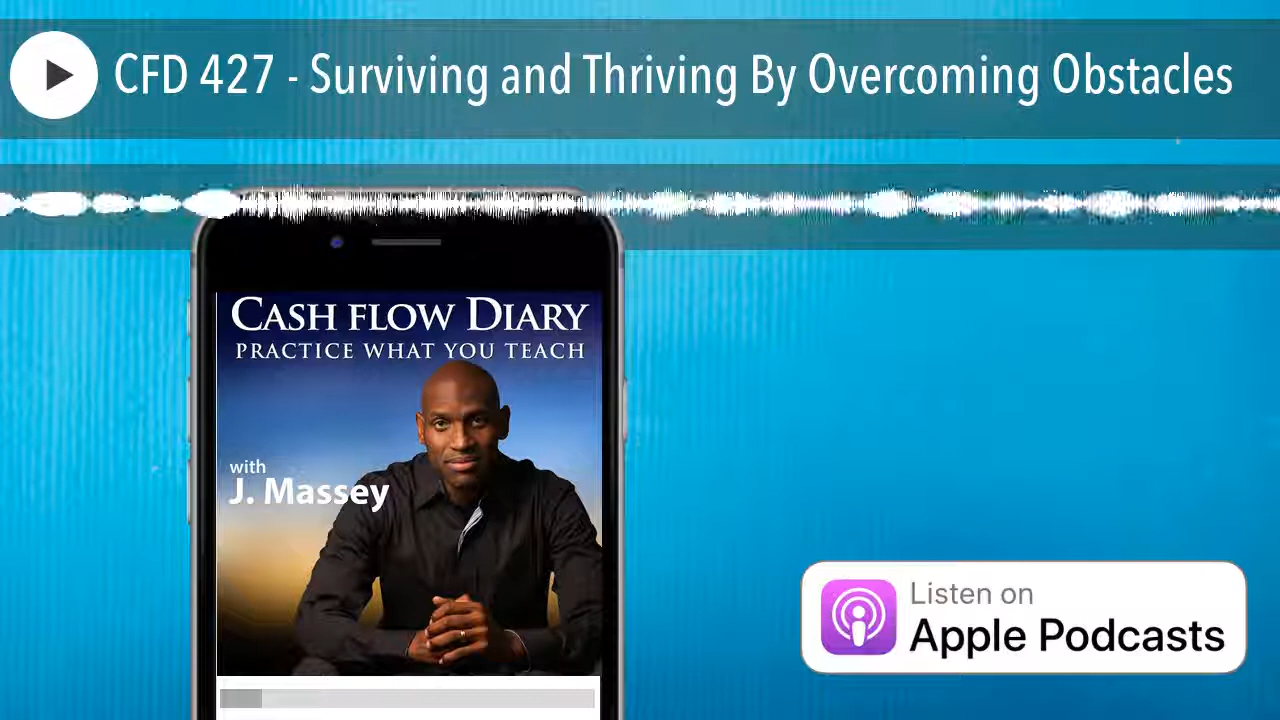 CFD 427 - Surviving and Thriving By Overcoming Obstacles
CASH FLOW DIARY
PRACTICE WHAT YOU TEACH
with
J. Massey
Listen on
Apple Podcasts